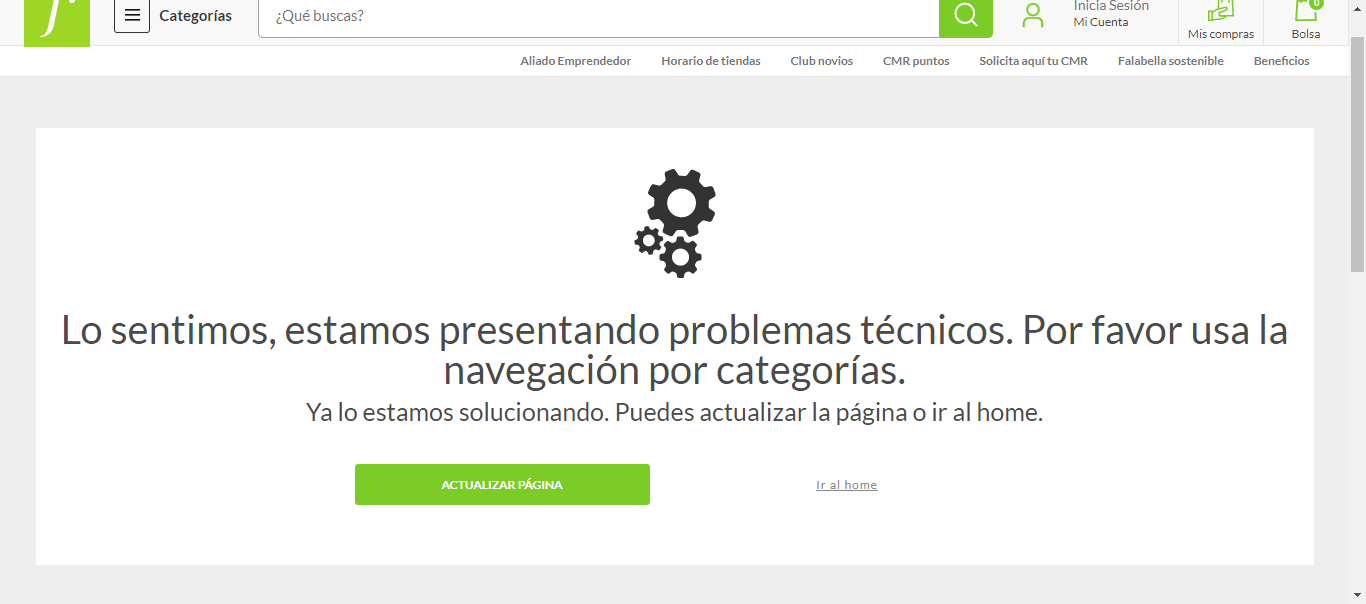 Categorías
¿Qué buscas?
Inicia Sesión
Mi Cuenta
Mis compras
0
Bolsa
Aliado Emprendedor
Horario de tiendas
Club novios
CMR puntos
Solicita aquí tu CMR
Falabella sostenible
Beneficios
Lo sentimos, estamos presentando problemas técnicos. Por favor usa la
navegación por categorías.
Ya lo estamos solucionando. Puedes actualizar la página o ir al home.
ACTUALIZAR PÁGINA
Ir al home